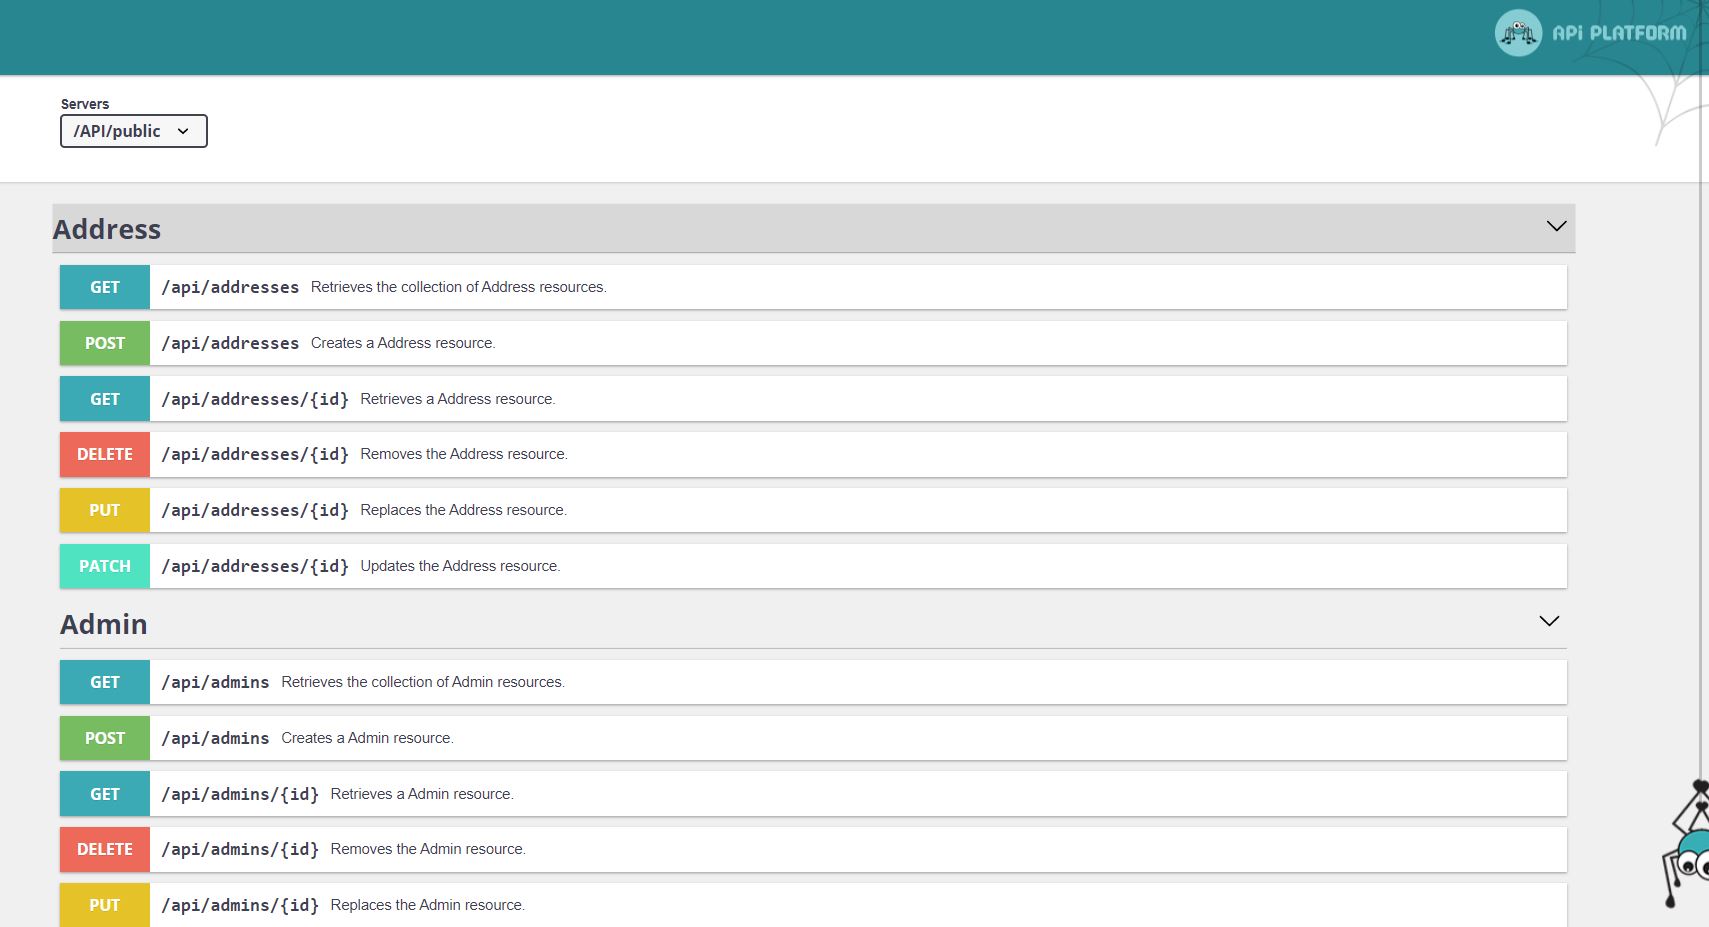 API PLATFORM
Servers
/API/public
Address
GET /api/addresses Retrieves the collection of Address resources.
POST /api/addresses Creates a Address resource.
GET /api/addresses/{id} Retrieves a Address resource.
DELETE /api/addresses/{id} Removes the Address resource.
PUT /api/addresses/{id} Replaces the Address resource.
PATCH /api/addresses/{id} Updates the Address resource.
Admin
GET /api/admins Retrieves the collection of Admin resources.
POST /api/admins Creates a Admin resource.
GET /api/admins/{id} Retrieves a Admin resource.
DELETE /api/admins/{id} Removes the Admin resource.
PUT /api/admins/{id} Replaces the Admin resource.